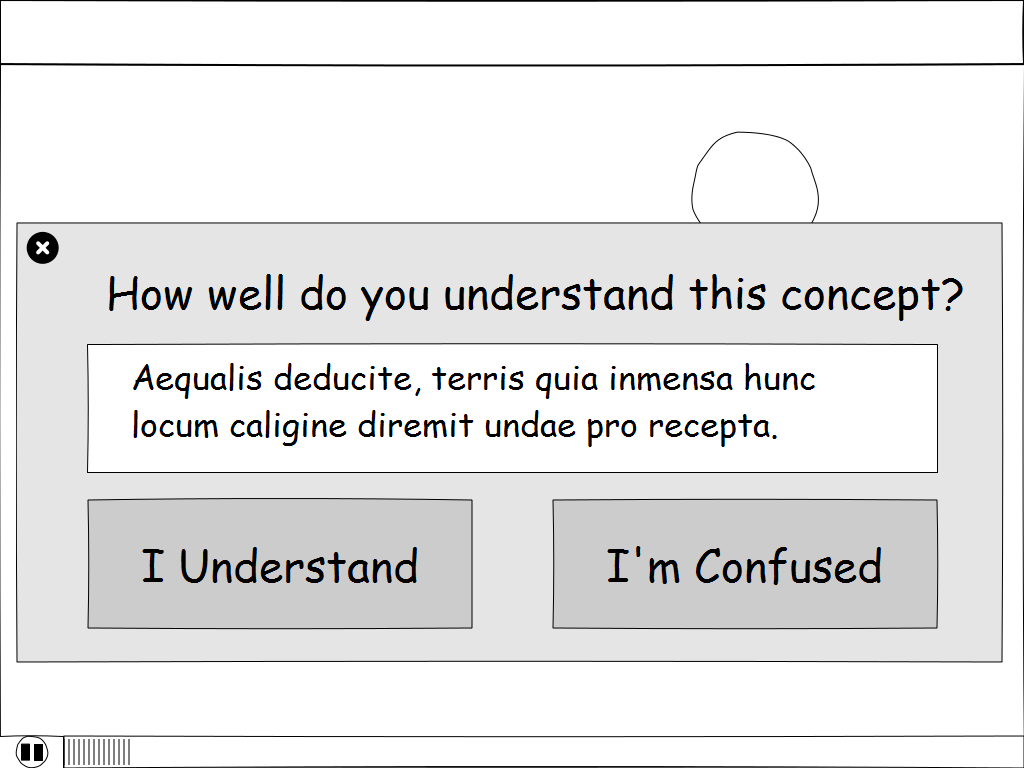 How well do you understand this concept?
Aequalis deducite, terris quia inmensa hunc
locum caligine diremit undae pro recepta.
I Understand
I'm Confused